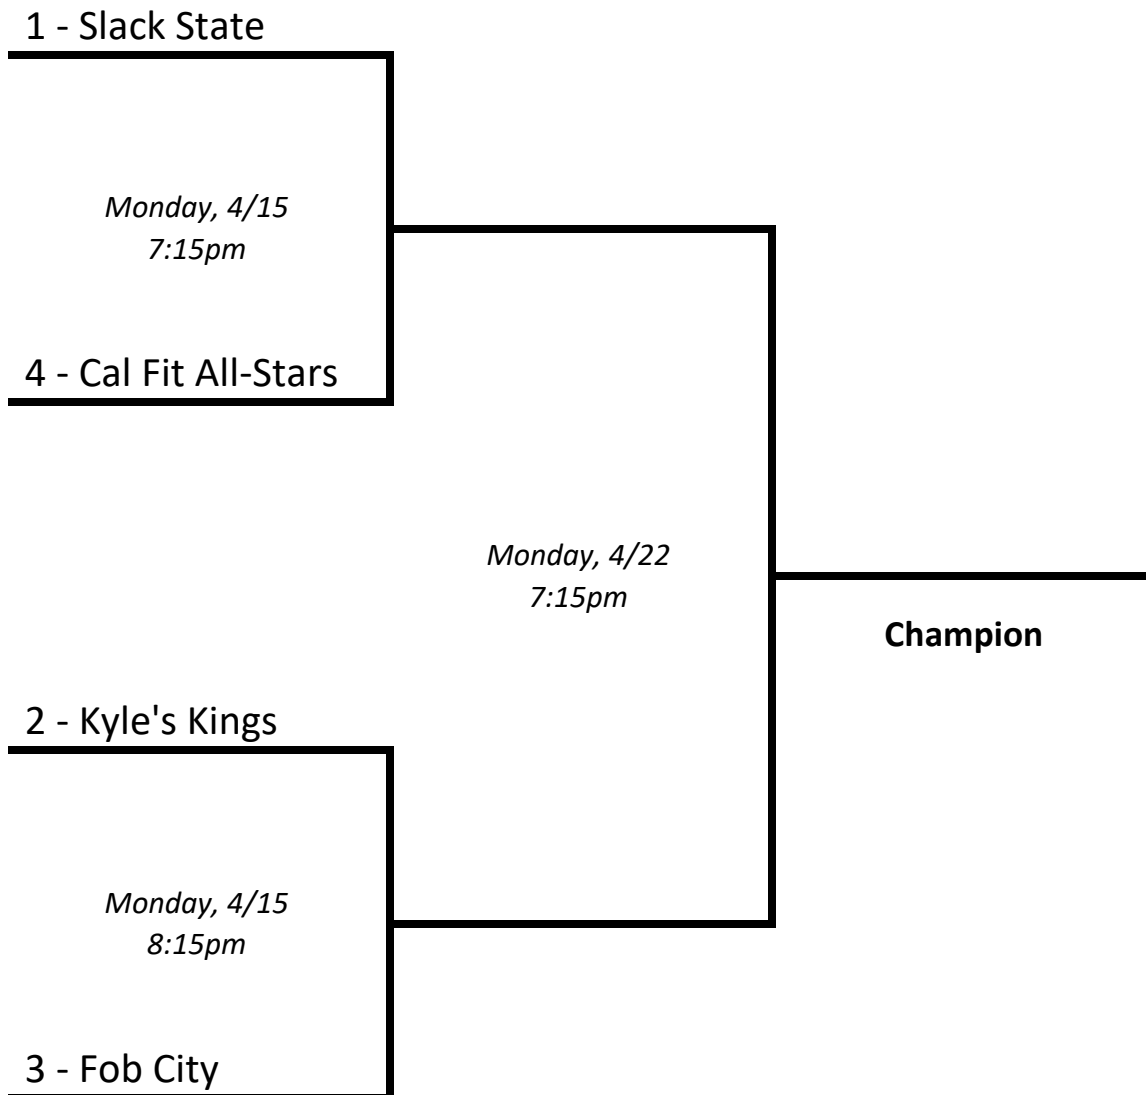 1 - Slack State
Monday, 4/15
7:15pm
4 - Cal Fit All-Stars
Monday, 4/22
7:15pm
Champion
2 - Kyle's Kings
Monday, 4/15
8:15pm
3 - Fob City